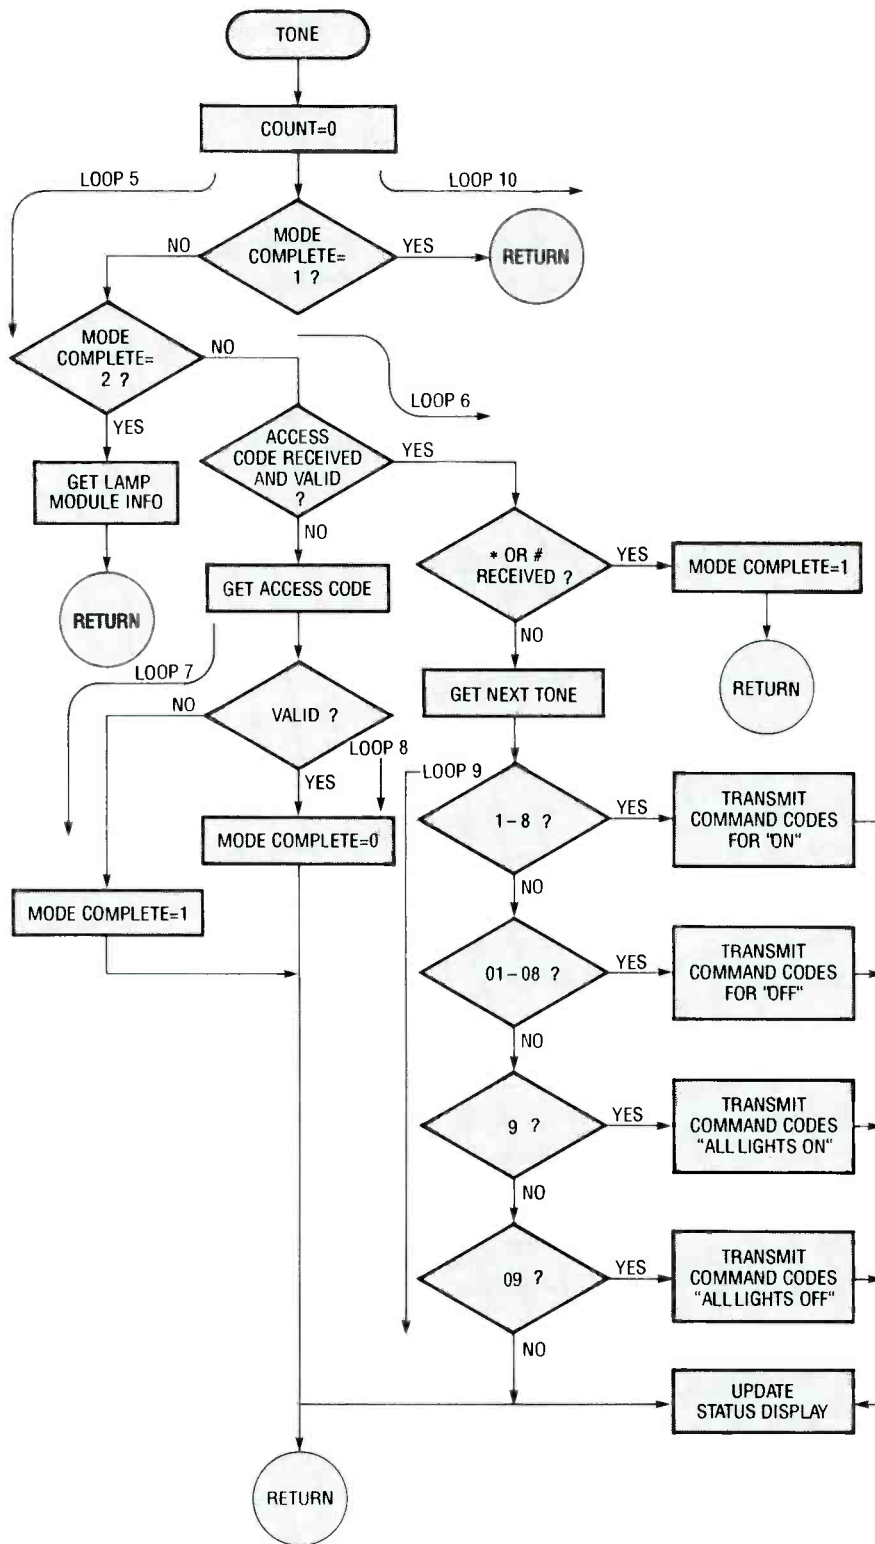 TONE
COUNT=0
LOOP 5
LOOP 10
MODE
COMPLETE=
1 ?
NO
YES
RETURN
MODE
COMPLETE=
2 ?
NO
LOOP 6
YES
ACCESS
CODE RECEIVED
AND VALID
?
YES
GET LAMP
MODULE INFO
NO
* OR #
RECEIVED ?
YES
MODE COMPLETE=1
RETURN
GET ACCESS CODE
NO
RETURN
LOOP 7
GET NEXT TONE
NO
VALID ?
LOOP 8
YES
LOOP 9
MODE COMPLETE=0
MODE COMPLETE=1
1-8 ?
YES
TRANSMIT
COMMAND CODES
FOR "ON"
NO
01-08 ?
YES
TRANSMIT
COMMAND CODES
FOR "OFF"
NO
9 ?
YES
TRANSMIT
COMMAND CODES
"ALL LIGHTS ON"
NO
09 ?
YES
TRANSMIT
COMMAND CODES
"ALL LIGHTS OFF"
NO
UPDATE
STATUS DISPLAY
RETURN